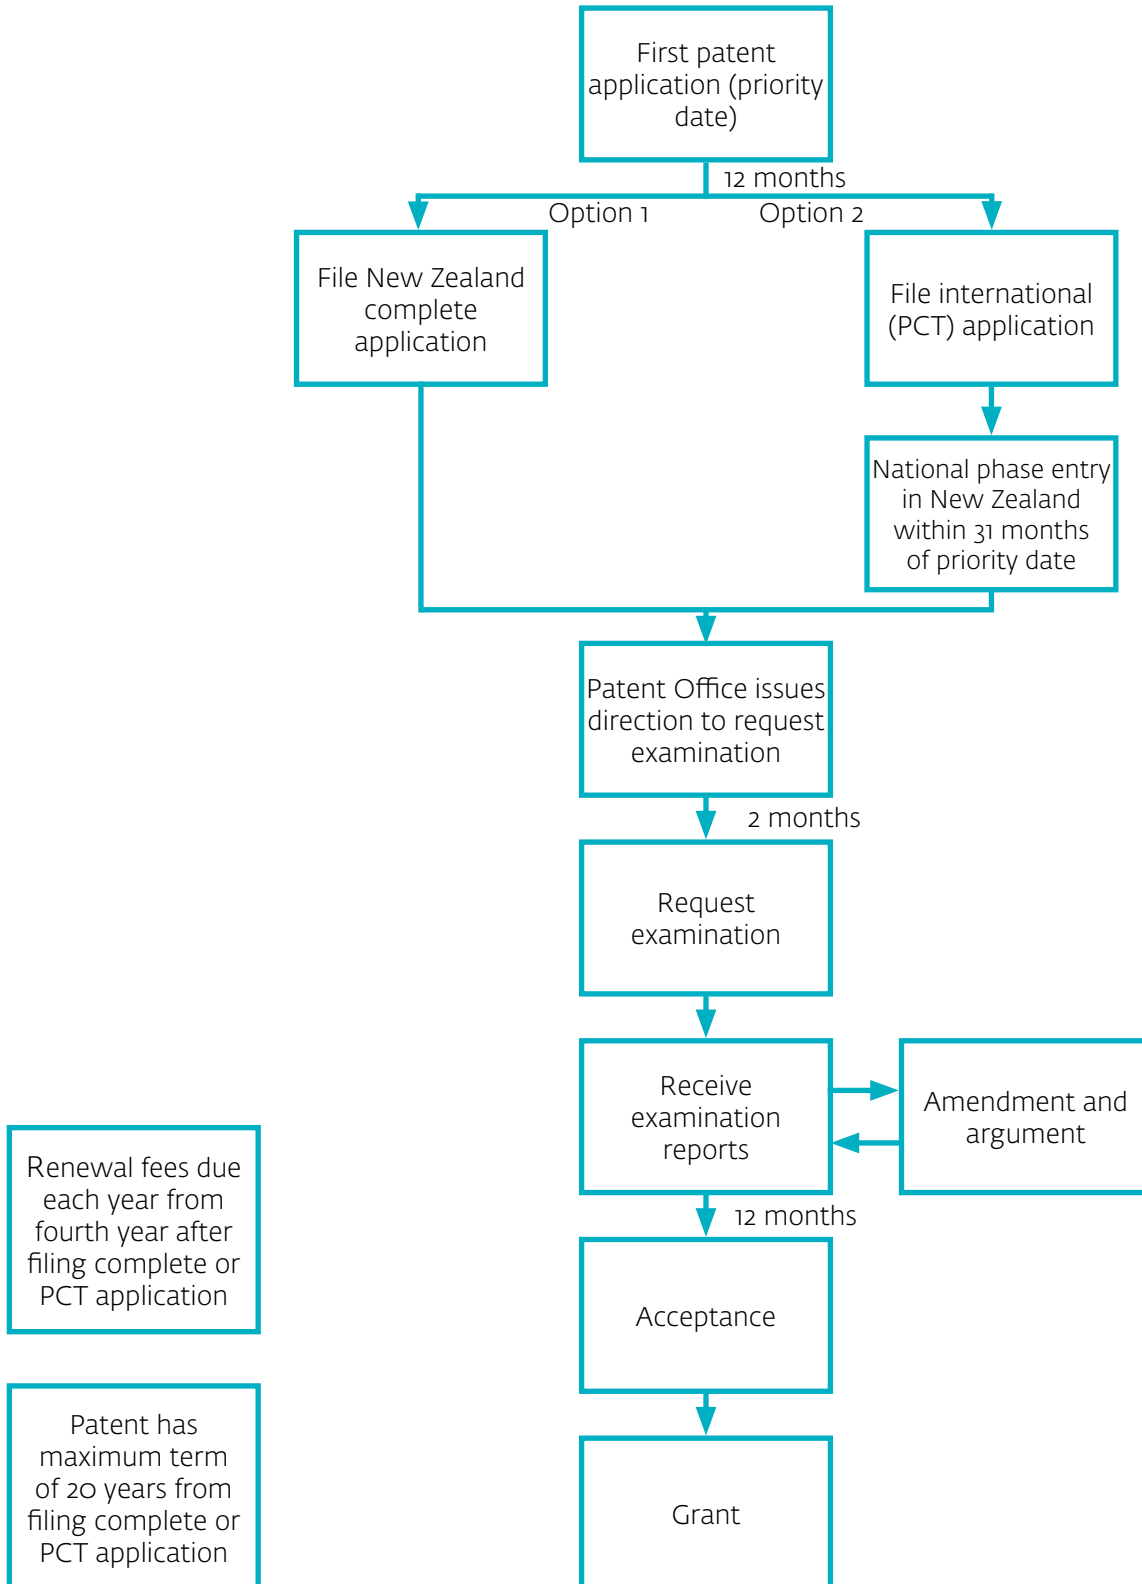 First patent
application (priority
date)
12 months
Option 1
Option 2
File New Zealand
complete
application
File international
(PCT) application
National phase entry
in New Zealand
within 31 months
of priority date
Patent Office issues
direction to request
examination
2 months
Request
examination
Receive
examination
reports
Amendment and
argument
12 months
Acceptance
Grant
Renewal fees due
each year from
fourth year after
filing complete or
PCT application
Patent has
maximum term
of 20 years from
filing complete or
PCT application